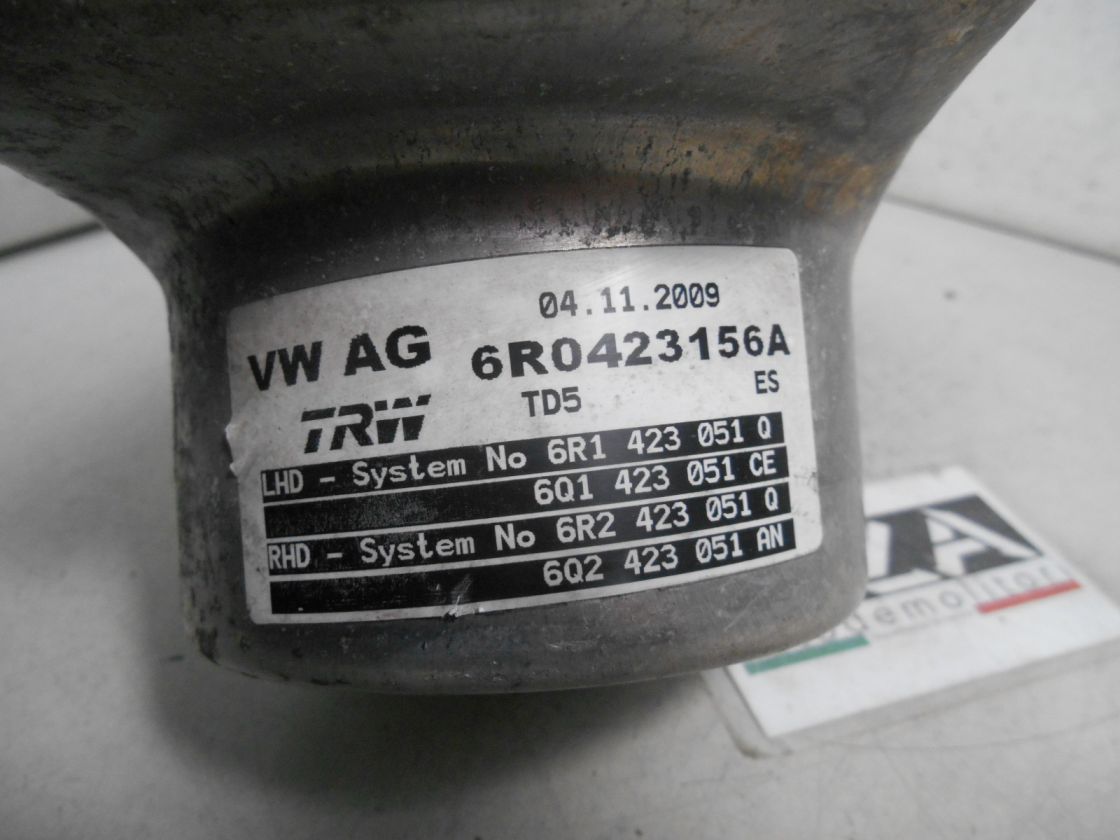 04.11.2009
VW AG 6R0423156A
TRW TD5 ES
LHD - System No 6R1 423 051 Q
6Q1 423 051 CE
RHD - System No 6R2 423 051 Q
6Q2 423 051 AN